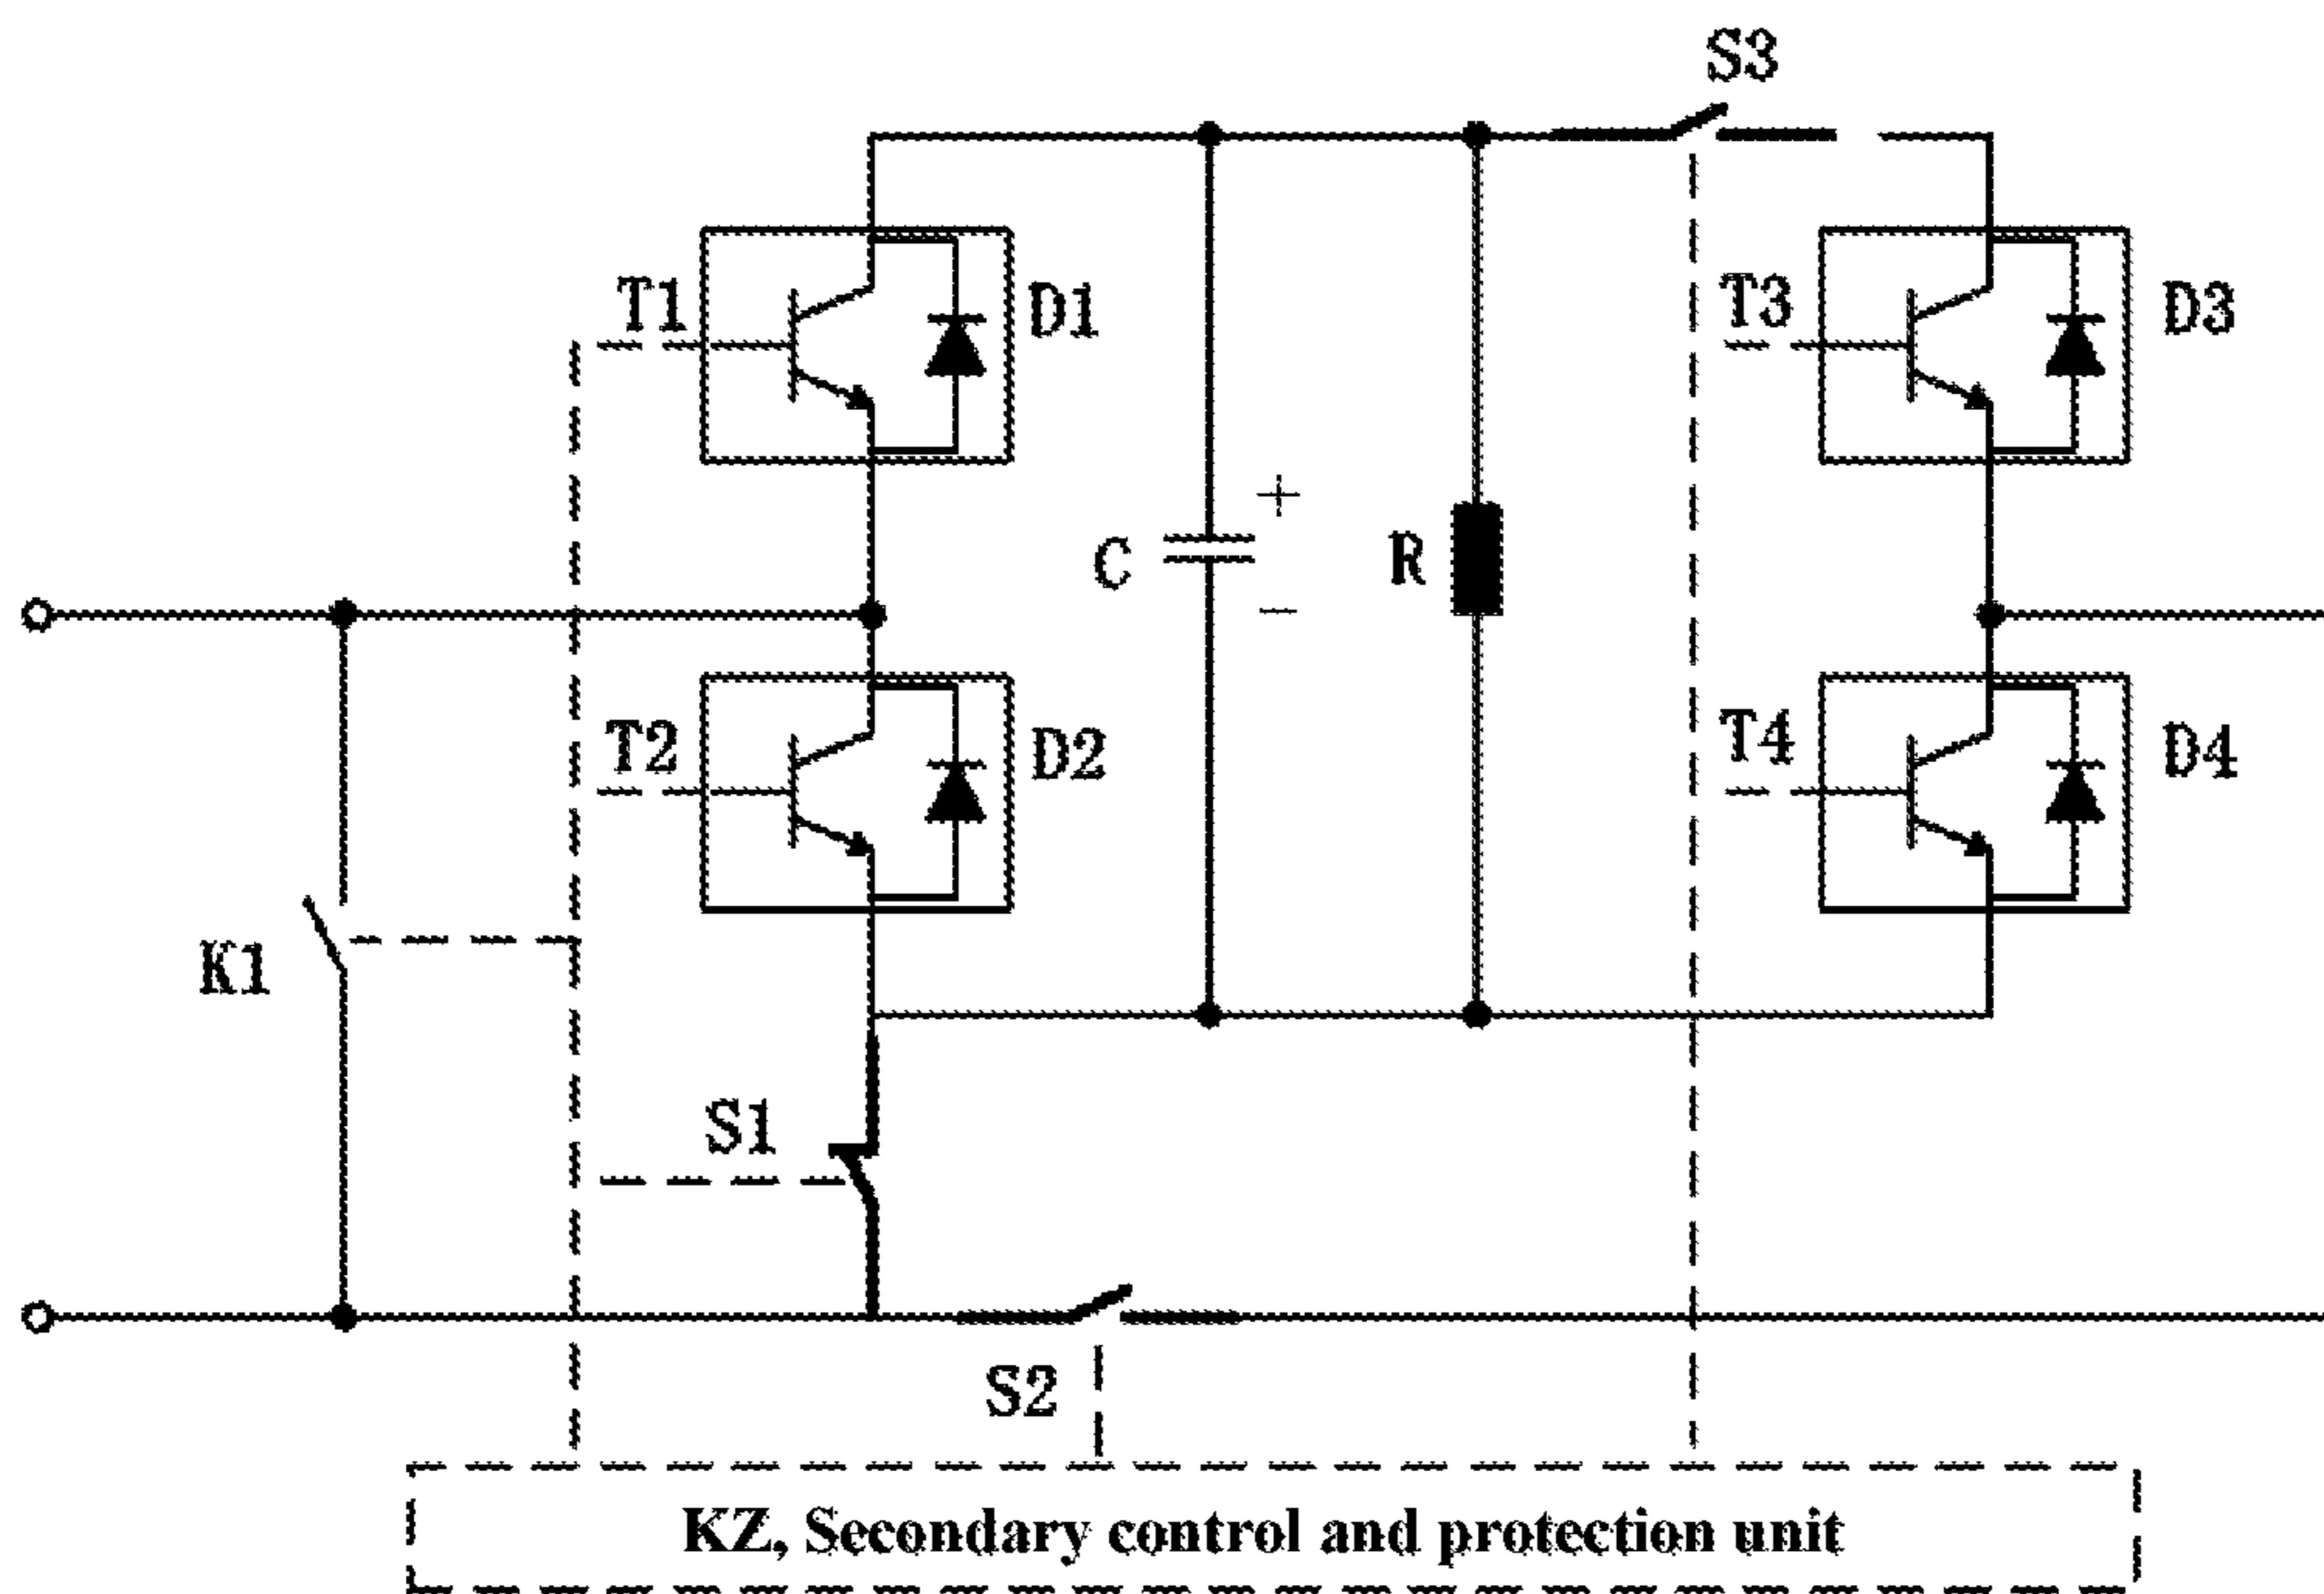 S3
T1
D1
T3
D3
+
C
R
−
T2
D2
T4
D4
K1
S1
S2
KZ, Secondary control and protection unit